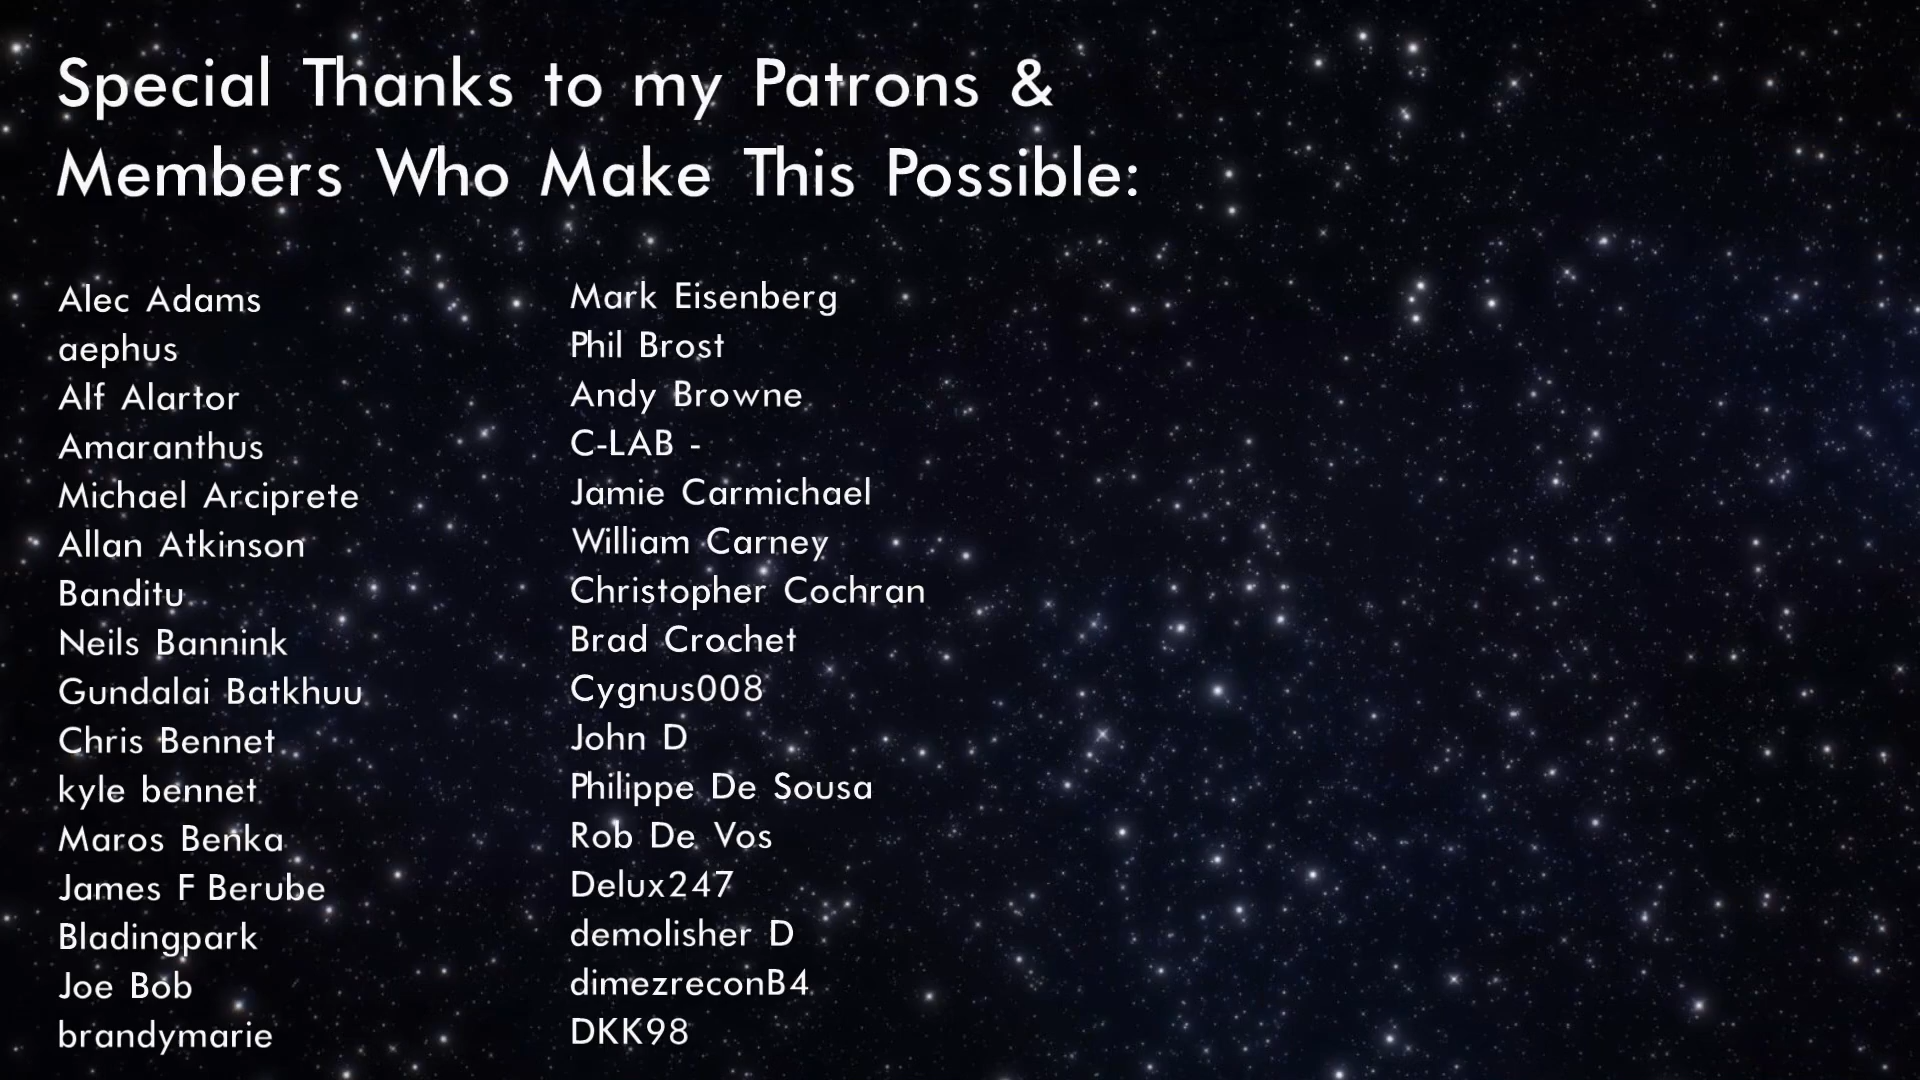 Special Thanks to my Patrons &
Members Who Make This Possible:
Alec Adams
aephus
Alf Alartor
Amaranthus
Michael Arciprete
Allan Atkinson
Banditu
Neils Bannink
Gundalai Batkhuu
Chris Bennet
kyle bennet
Maros Benka
James F Berube
Bladingpark
Joe Bob
brandymarie
Mark Eisenberg
Phil Brost
Andy Browne
C-LAB -
Jamie Carmichael
William Carney
Christopher Cochran
Brad Crochet
Cygnus008
John D
Philippe De Sousa
Rob De Vos
Delux247
demolisher D
dimezreconB4
DKK98